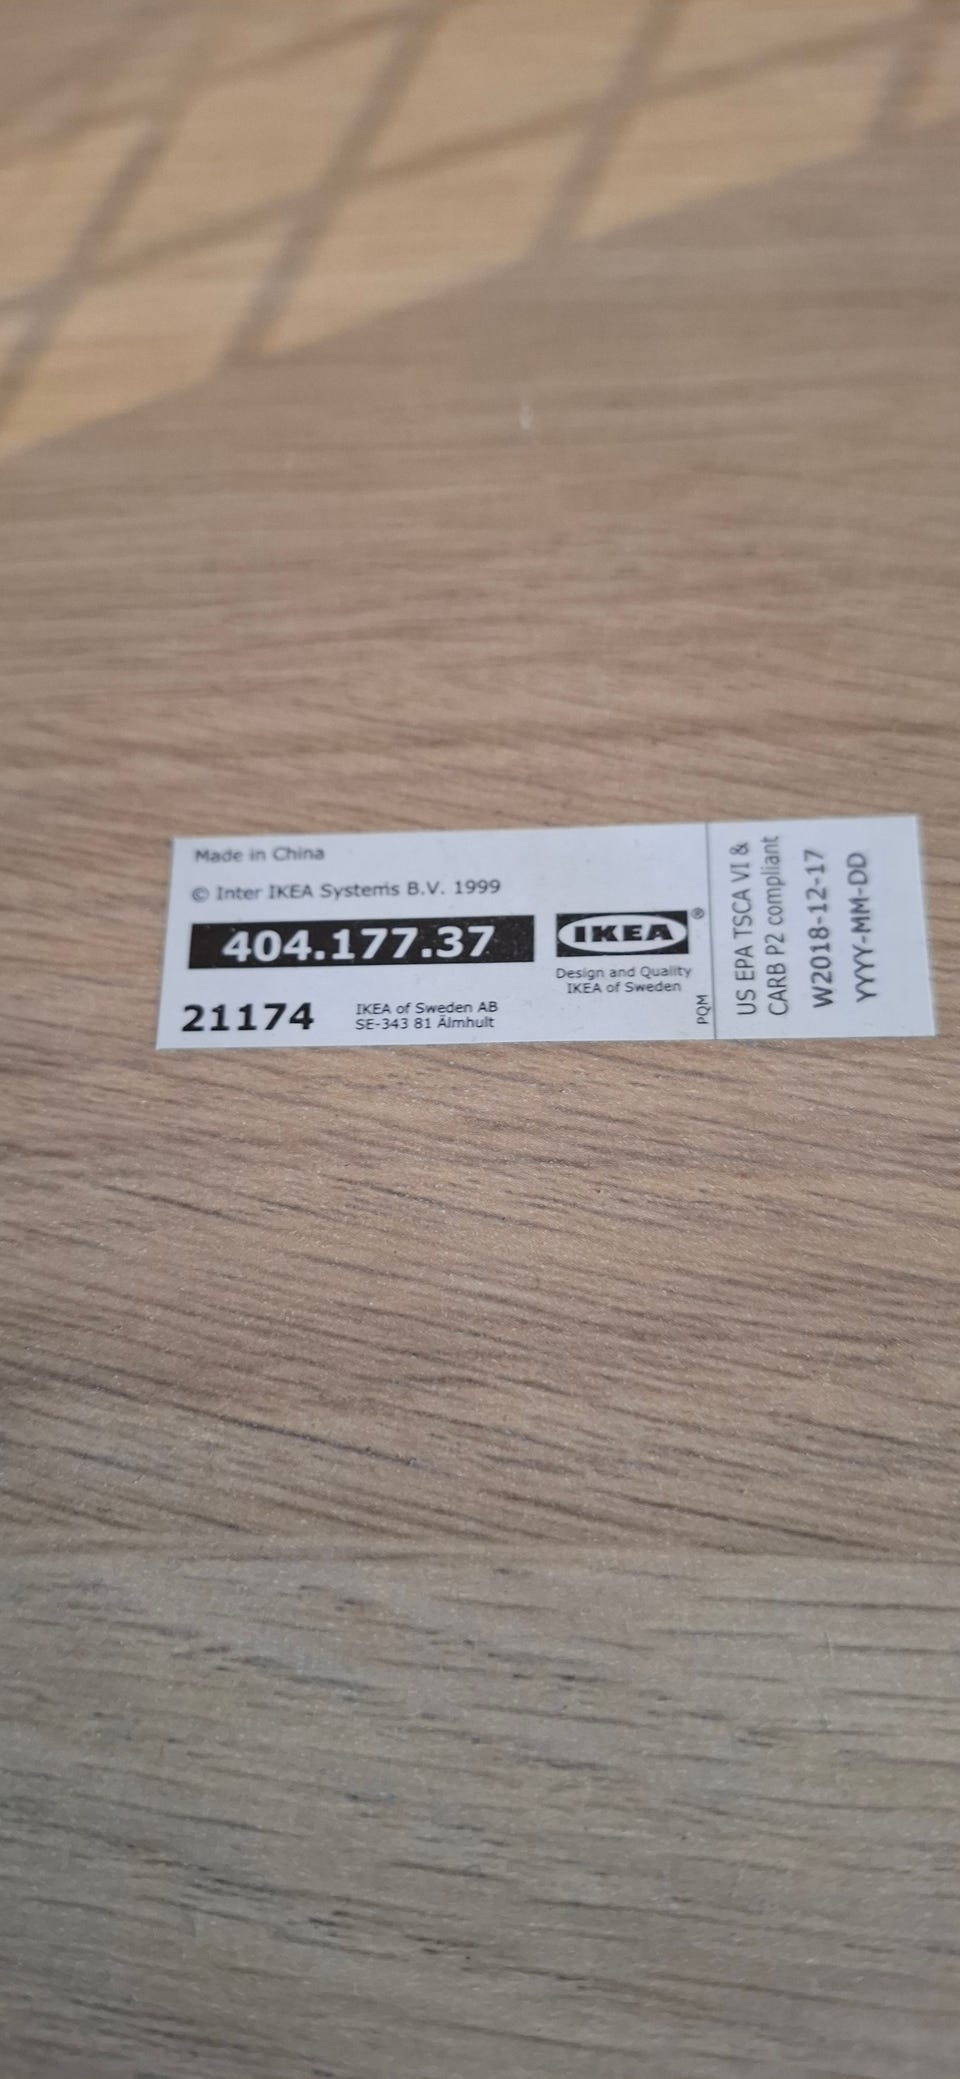 Made in China
© Inter IKEA Systems B.V. 1999
404.177.37
21174
IKEA of Sweden AB
SE-343 81 Älmhult
IKEA®
Design and Quality
IKEA of Sweden
PQM
US EPA TSCA VI &
CARB P2 compliant
W2018-12-17
YYYY-MM-DD